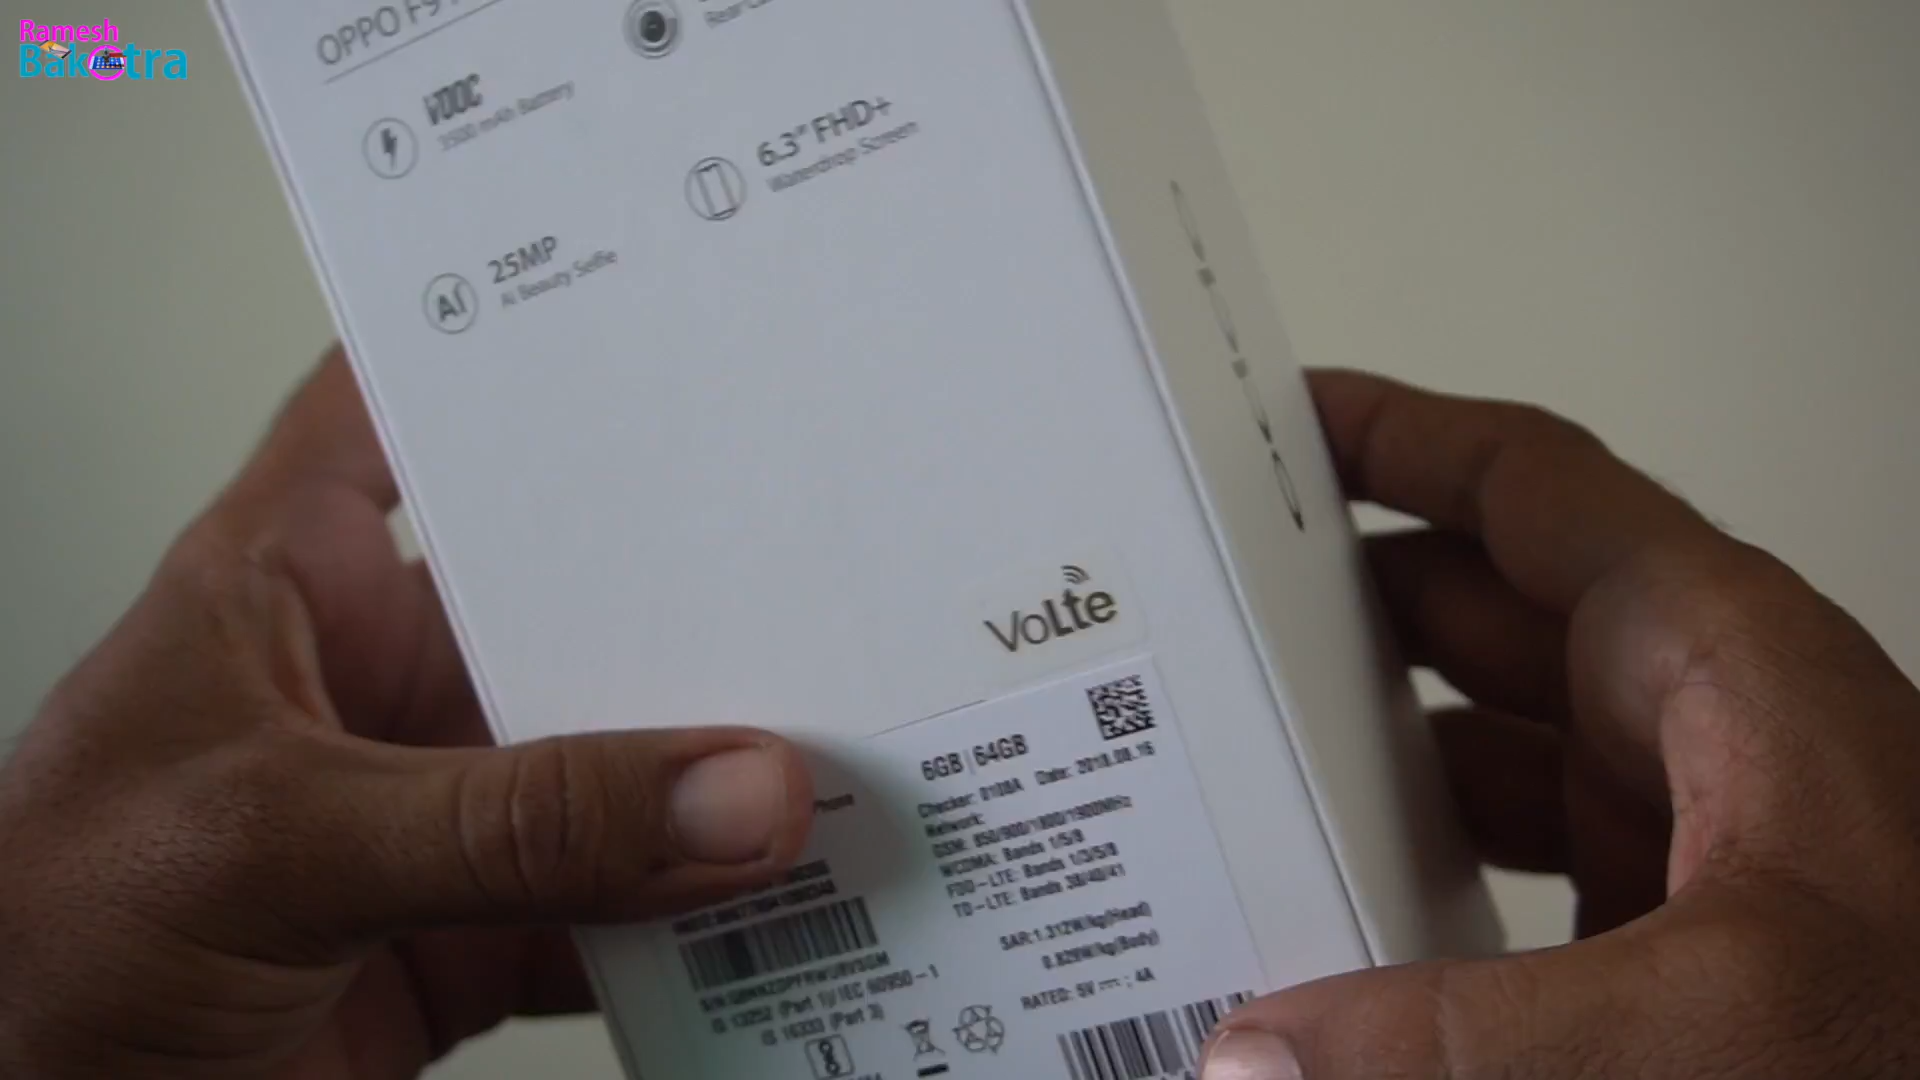 Ramesh
Bakotra
OPPO F9
VOOC
3500 mAh Battery
Rear
6.3" FHD+
Waterdrop Screen
25MP
AI Beauty Selfie
AI
VoLte
6GB | 64GB
Phone
Checker: 0108A Date: 2018.08.16
Network:
GSM: 850/900/1800/1900MHz
WCDMA: Bands 1/5/8
FDD-LTE: Bands 1/3/5/8
TD-LTE: Bands 38/40/41
SAR:1.312W/kg(Head)
0.829W/kg(Body)
RATED: 5V ; 4A
IS 13252 (Part 1)/IEC 60950-1
IS 16333 (Part 3)